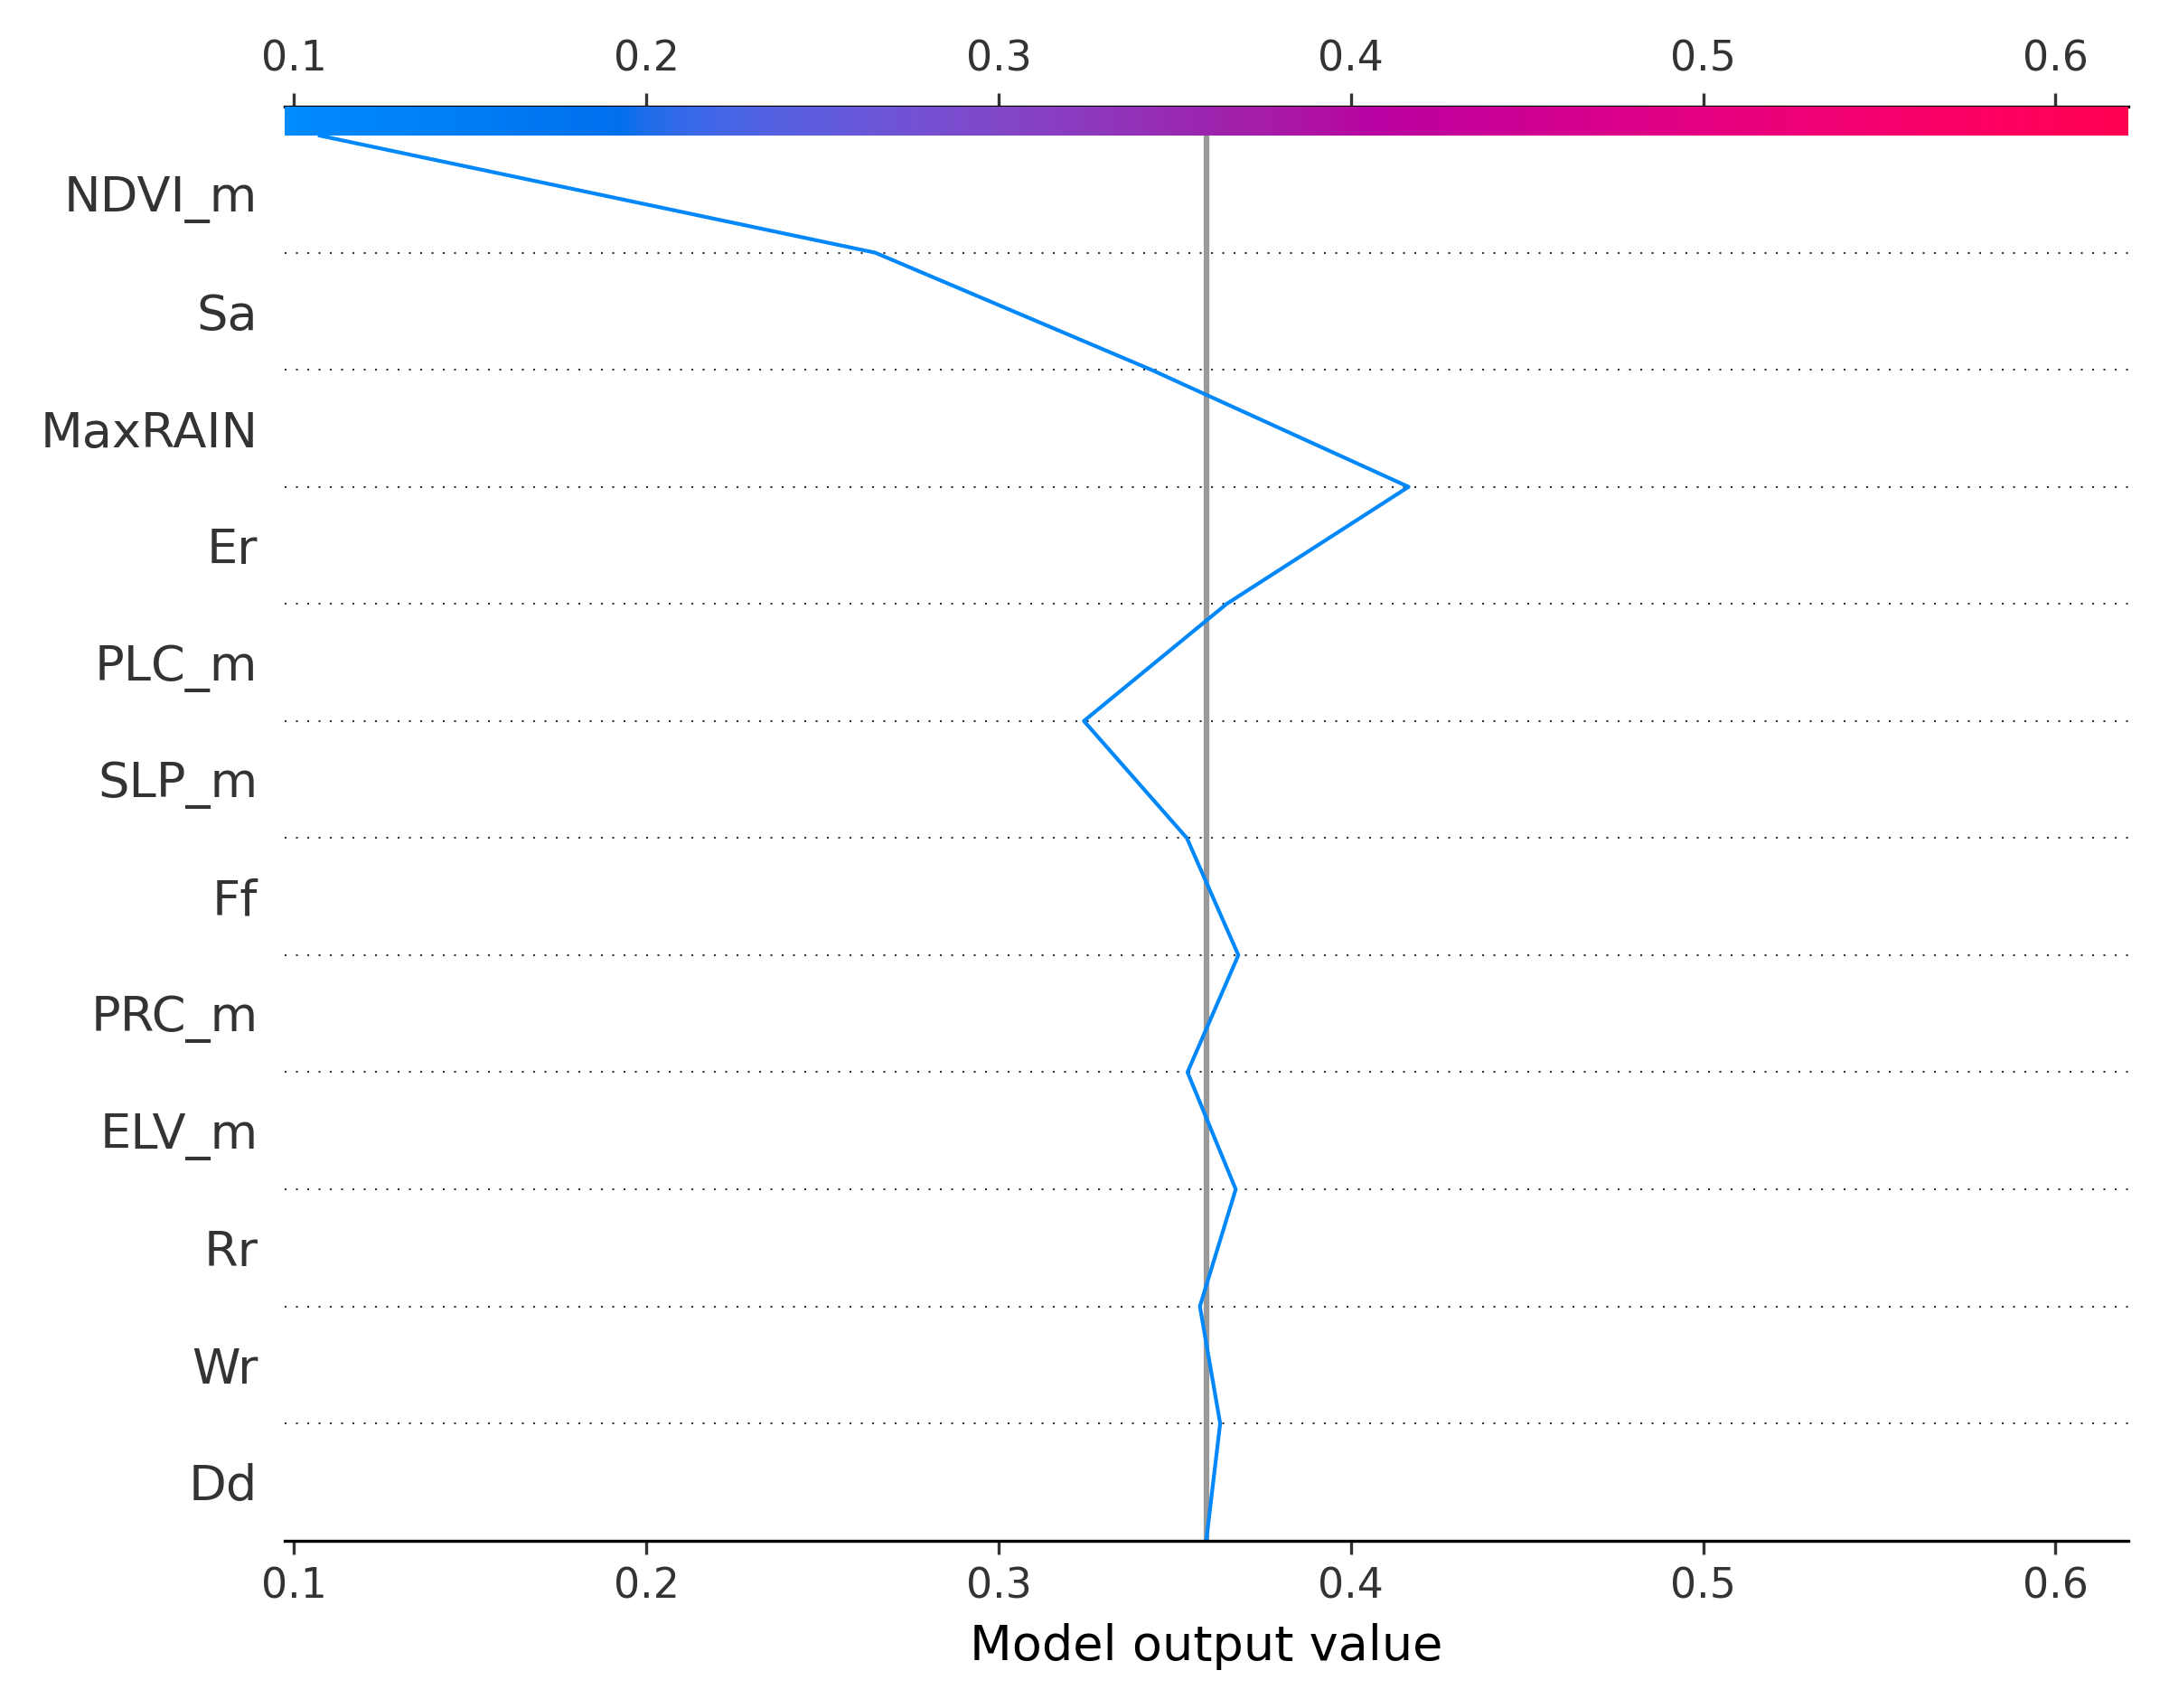 0.1 0.2 0.3 0.4 0.5 0.6
NDVI_m
Sa
MaxRAIN
Er
PLC_m
SLP_m
Ff
PRC_m
ELV_m
Rr
Wr
Dd
0.1 0.2 0.3 0.4 0.5 0.6
Model output value